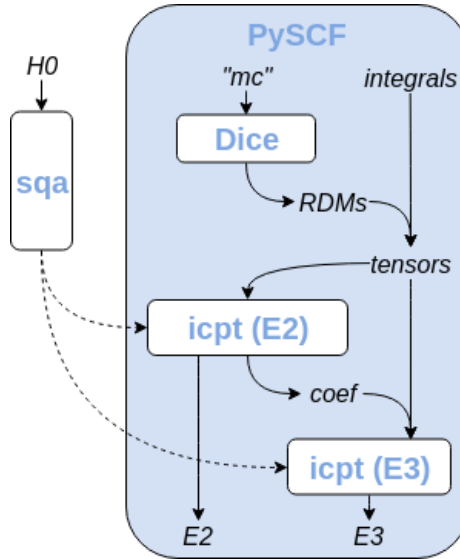 PySCF
H0
"mc"
integrals
Dice
sqa
RDMs
tensors
icpt (E2)
coef
icpt (E3)
E2
E3